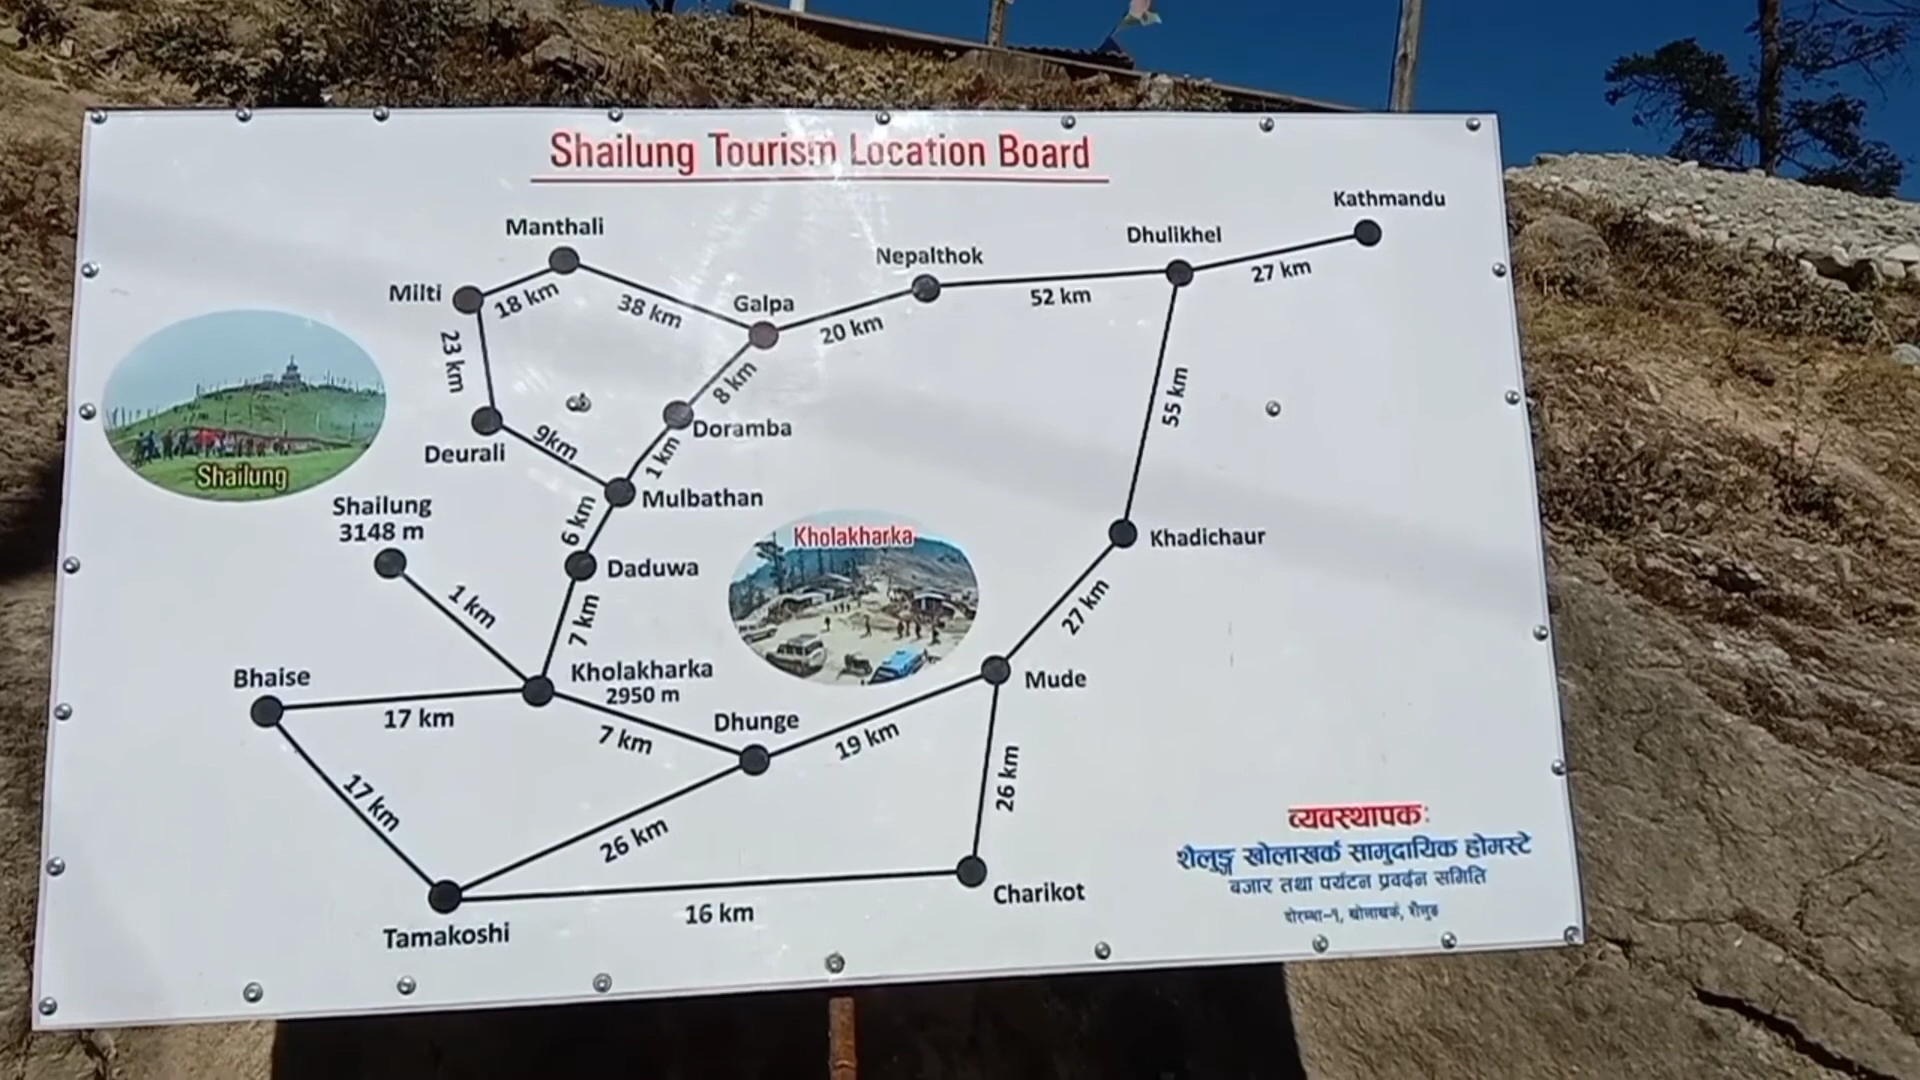 Shailung Tourism Location Board
Kathmandu
Manthali
Dhulikhel
Nepalthok
27 km
Milti
18 km
38 km
Galpa
52 km
20 km
23 km
8 km
55 km
Deurali
9km
Doramba
1 km
Shailung
Mulbathan
Shailung
3148 m
6 km
Kholakharka
Khadichaur
Daduwa
1 km
7 km
27 km
Bhaise
Kholakharka
2950 m
Mude
17 km
7 km
Dhunge
19 km
26 km
17 km
26 km
Charikot
16 km
Tamakoshi
व्यवस्थापकः
शैलुङ्ग खोलाखर्क सामुदायिक होमस्टे
बजार तथा पर्यटन प्रवर्दन समिति
दोरम्बा-१, खोलाखर्क, शैलुङ